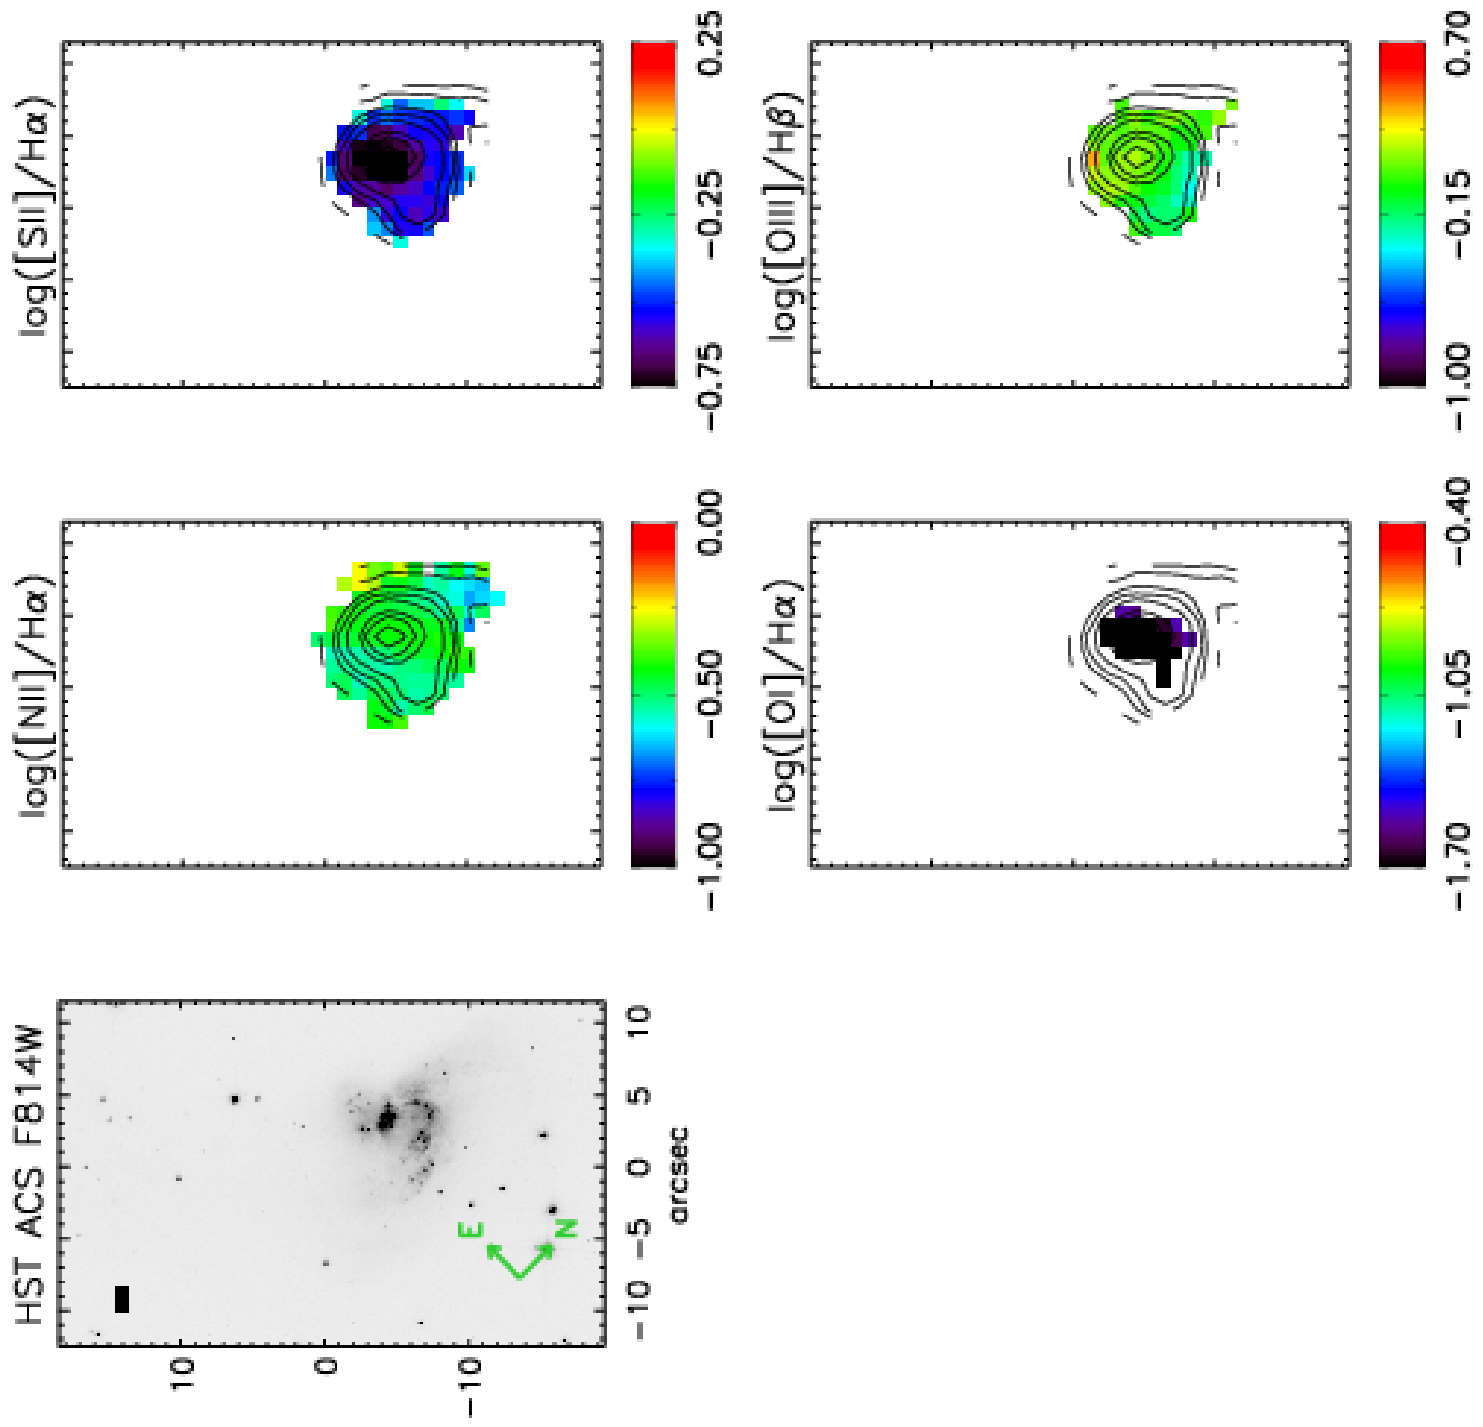 HST ACS F814W
10
0
−10
−10 −5 0 5 10
arcsec
E
N
log([NII]/Hα)
−1.00 −0.50 0.00
log([SII]/Hα)
−0.75 −0.25 0.25
log([OI]/Hα)
−1.70 −1.05 −0.40
log([OIII]/Hβ)
−1.00 −0.15 0.70